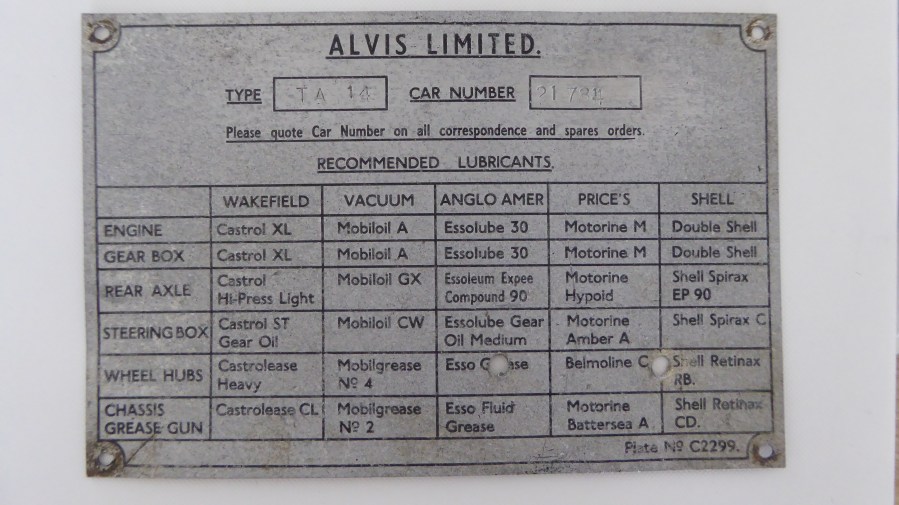 ALVIS LIMITED.
TYPE TA 14 CAR NUMBER
Please quote Car Number on all correspondence and spares orders.
RECOMMENDED LUBRICANTS.
WAKEFIELD VACUUM ANGLO AMER PRICE'S SHELL
ENGINE Castrol XL Mobiloil A Essolube 30 Motorine M Double Shell
GEAR BOX Castrol XL Mobiloil A Essolube 30 Motorine M Double Shell
REAR AXLE Castrol Mobiloil GX Essoleum Expee Motorine Shell Spirax
Hi-Press Light Compound 90 Hypoid EP 90
STEERING BOX Castrol ST Mobiloil CW Essolube Gear Motorine Shell Spirax C
Gear Oil Oil Medium Amber A
WHEEL HUBS Castrolease Mobilgrease Esso Grease Belmoline C Shell Retinax
Heavy Nº 4 RB.
CHASSIS Castrolease CL Mobilgrease Esso Fluid Motorine Shell Retinax
GREASE GUN Nº 2 Grease Battersea A CD.
Plate Nº C2299.